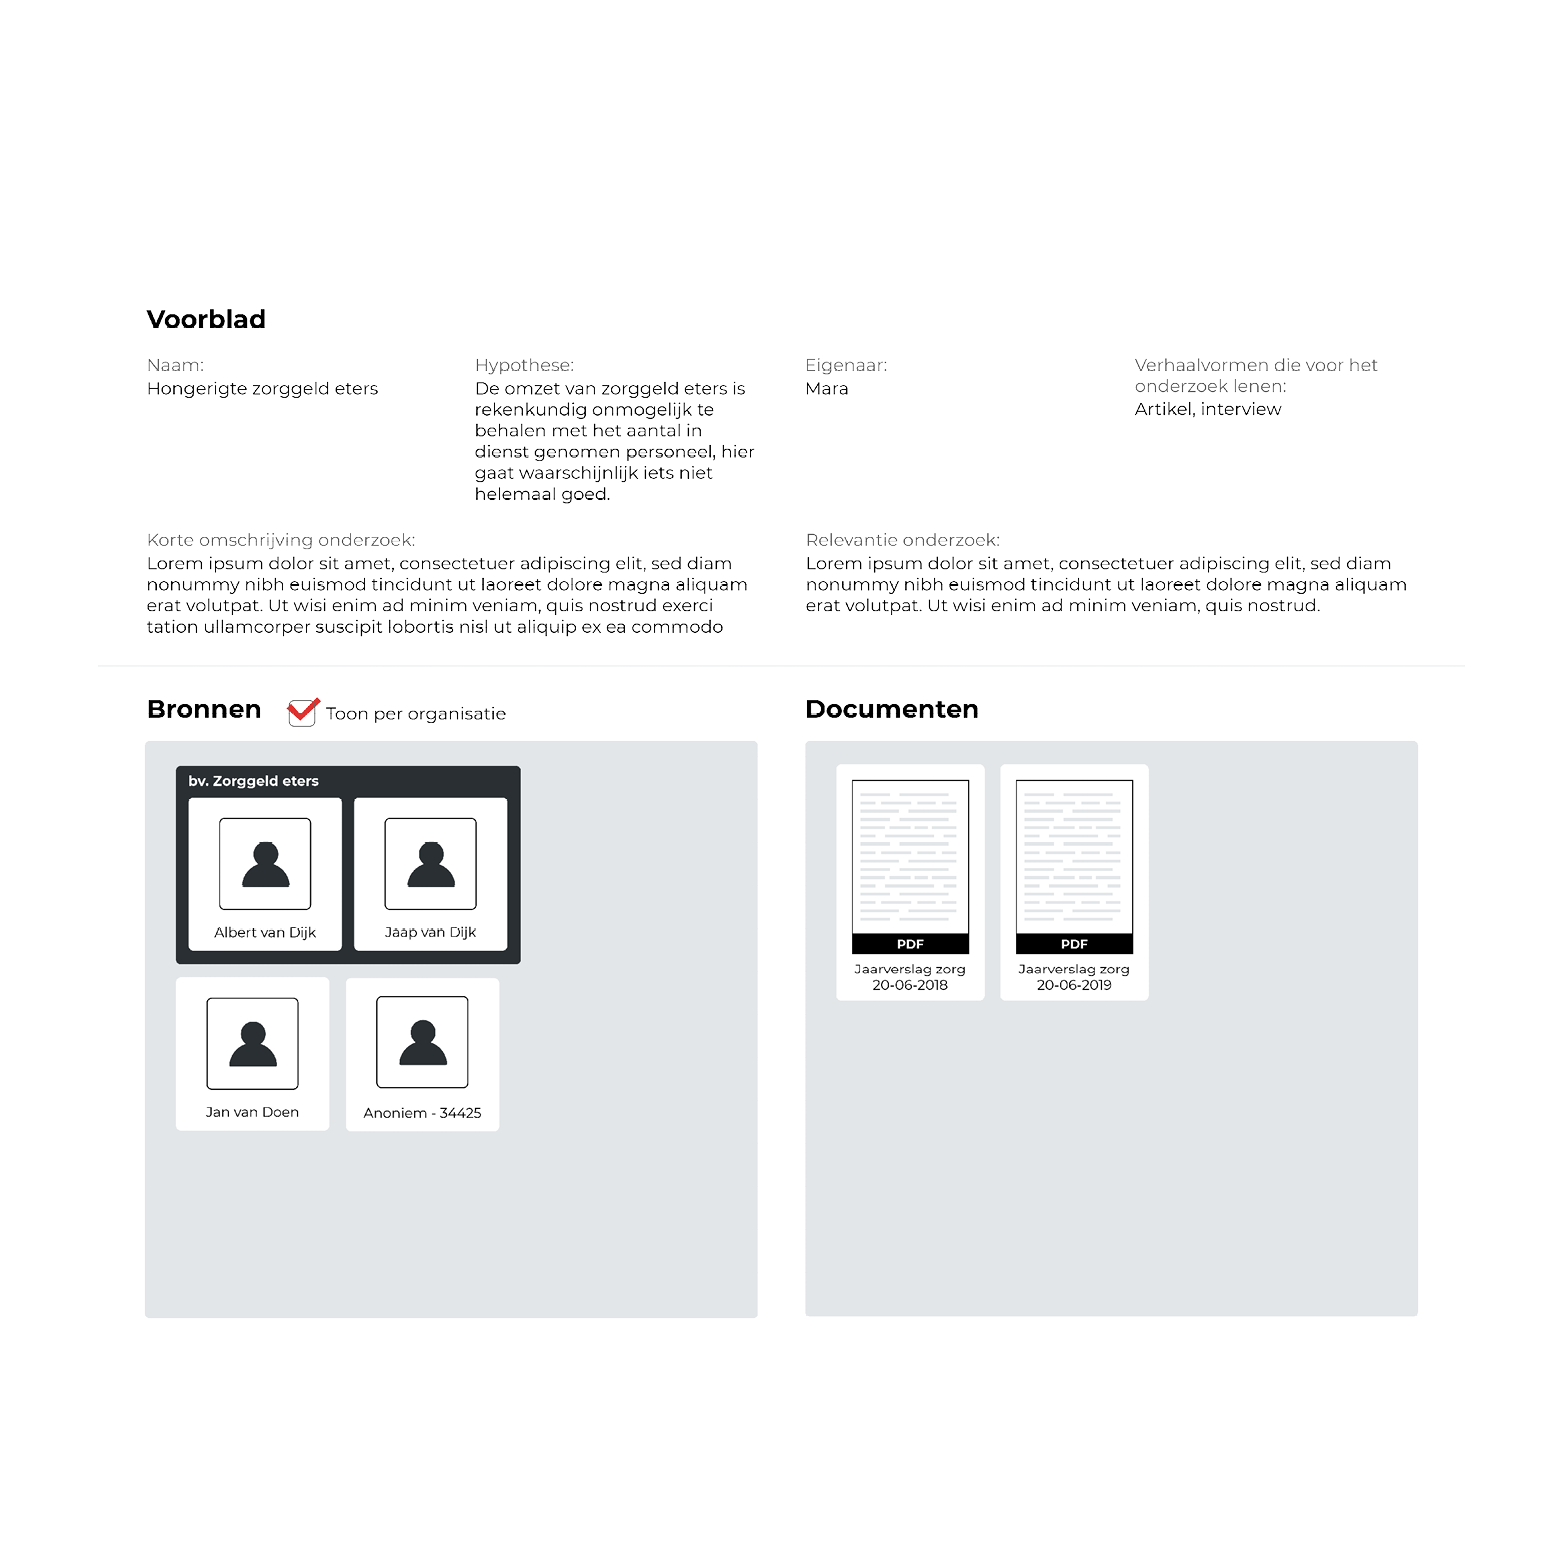 Voorblad
Naam:
Hongerigte zorggeld eters
Hypothese:
De omzet van zorggeld eters is
rekenkundig onmogelijk te
behalen met het aantal in
dienst genomen personeel, hier
gaat waarschijnlijk iets niet
helemaal goed.
Eigenaar:
Mara
Verhaalvormen die voor het
onderzoek lenen:
Artikel, interview
Korte omschrijving onderzoek:
Lorem ipsum dolor sit amet, consectetuer adipiscing elit, sed diam
nonummy nibh euismod tincidunt ut laoreet dolore magna aliquam
erat volutpat. Ut wisi enim ad minim veniam, quis nostrud exerci
tation ullamcorper suscipit lobortis nisl ut aliquip ex ea commodo
Relevantie onderzoek:
Lorem ipsum dolor sit amet, consectetuer adipiscing elit, sed diam
nonummy nibh euismod tincidunt ut laoreet dolore magna aliquam
erat volutpat. Ut wisi enim ad minim veniam, quis nostrud.
Bronnen
Toon per organisatie
bv. Zorggeld eters
Albert van Dijk
Jaap van Dijk
Jan van Doen
Anoniem - 34425
Documenten
PDF
Jaarverslag zorg
20-06-2018
PDF
Jaarverslag zorg
20-06-2019